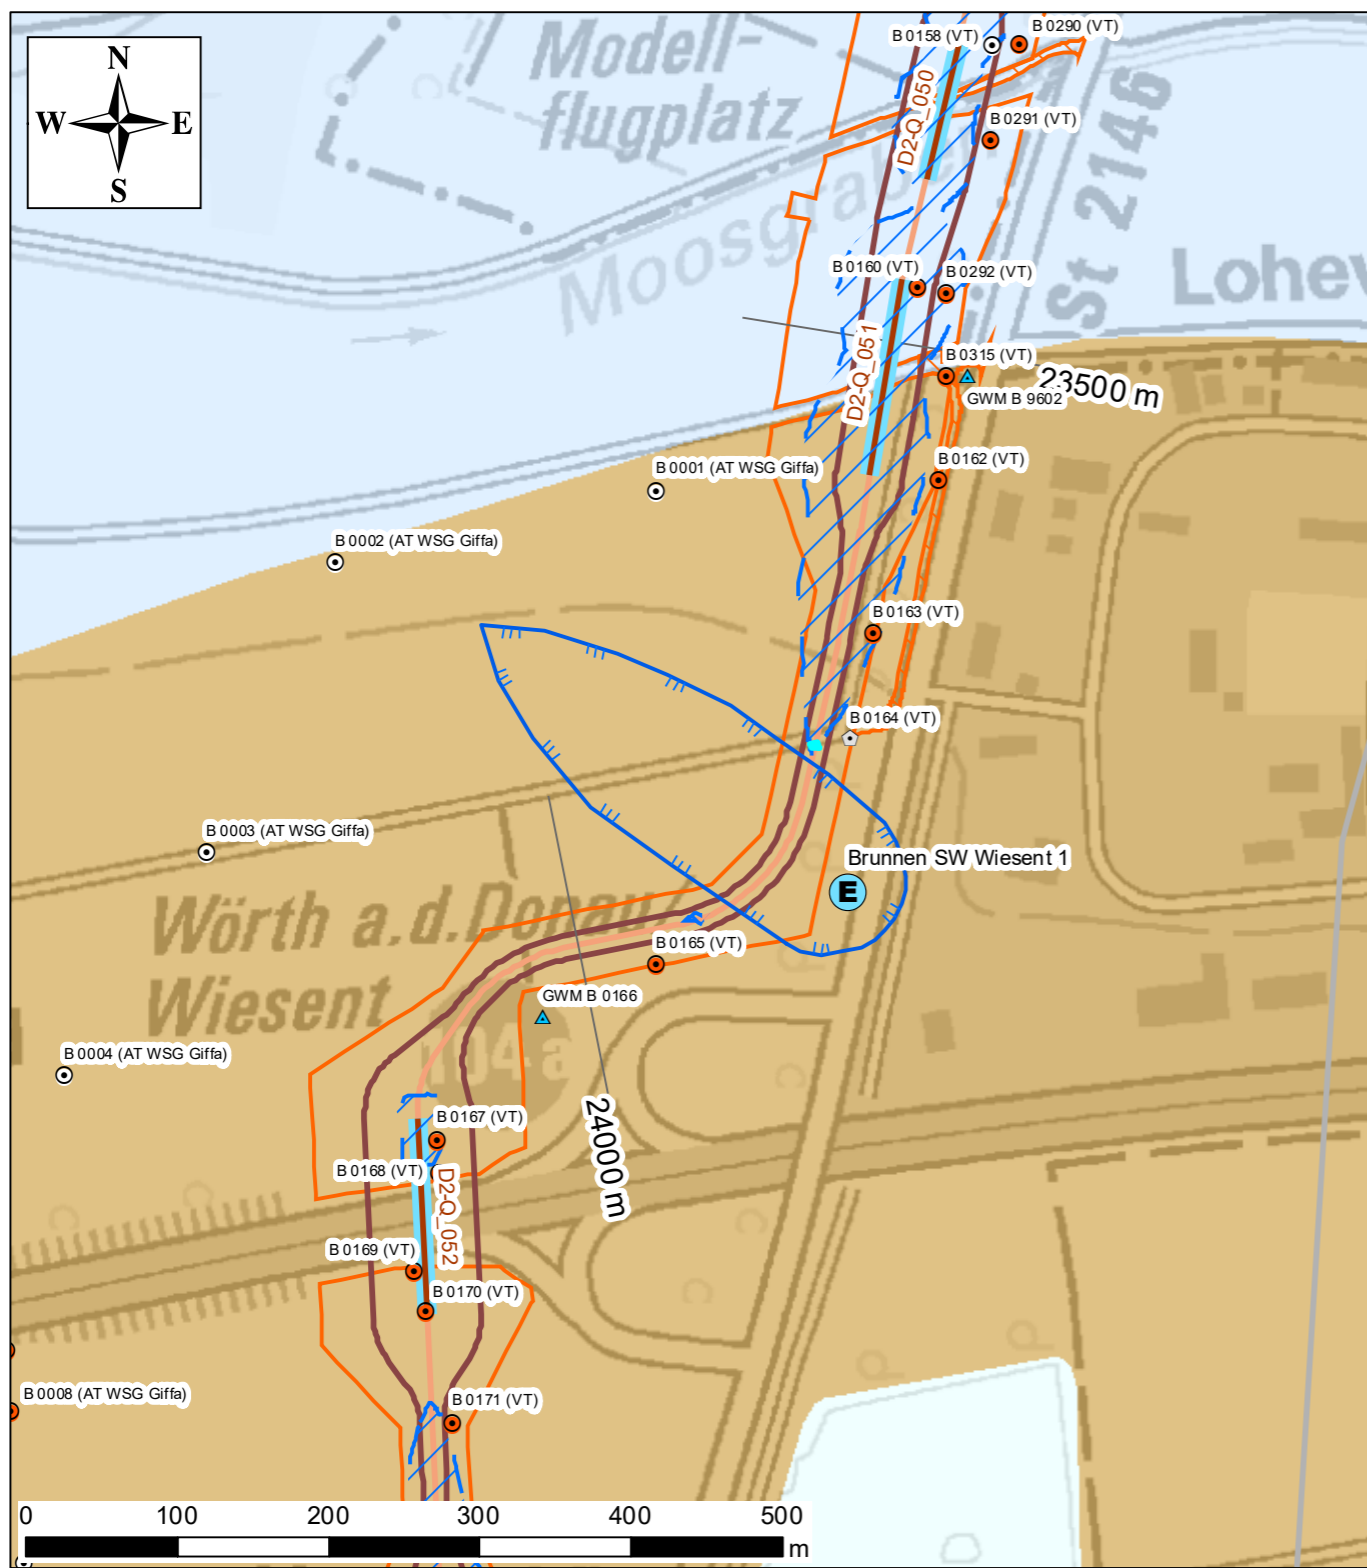 N
W E
S
Modell-
flugplatz
Moosgraben
St 2146
Lohev
B 0158 (VT)
B 0290 (VT)
D2-Q_050
B 0291 (VT)
B 0160 (VT)
B 0292 (VT)
D2-Q_051
B 0315 (VT)
23500 m
GWM B 9602
B 0001 (AT WSG Giffa)
B 0162 (VT)
B 0002 (AT WSG Giffa)
B 0163 (VT)
B 0164 (VT)
B 0003 (AT WSG Giffa)
Brunnen SW Wiesent 1
E
Wörth a.d.Donau/
Wiesent
B 0165 (VT)
GWM B 0166
104a
B 0004 (AT WSG Giffa)
24000 m
B 0167 (VT)
B 0168 (VT)
D2-Q_052
B 0169 (VT)
B 0170 (VT)
B 0008 (AT WSG Giffa)
B 0171 (VT)
0 100 200 300 400 500
m